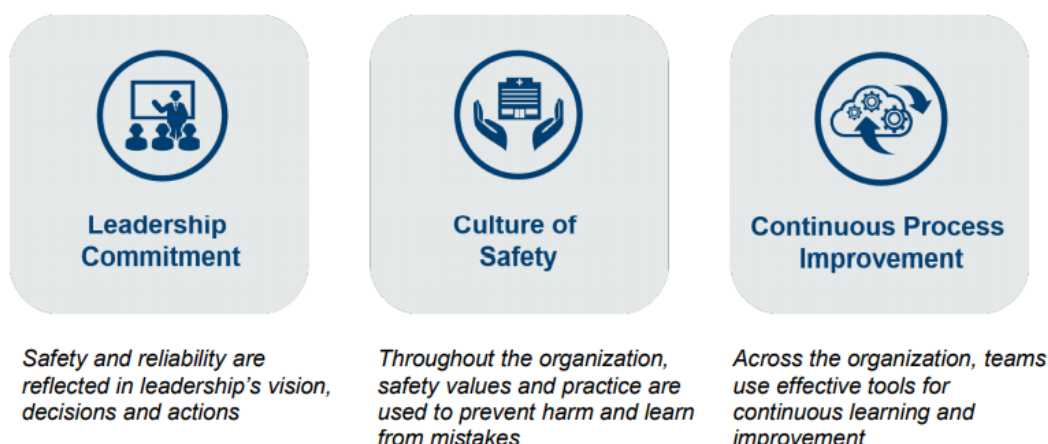 Leadership
Commitment
Safety and reliability are
reflected in leadership's vision,
decisions and actions
Culture of
Safety
Throughout the organization,
safety values and practice are
used to prevent harm and learn
from mistakes
Continuous Process
Improvement
Across the organization, teams
use effective tools for
continuous learning and
improvement